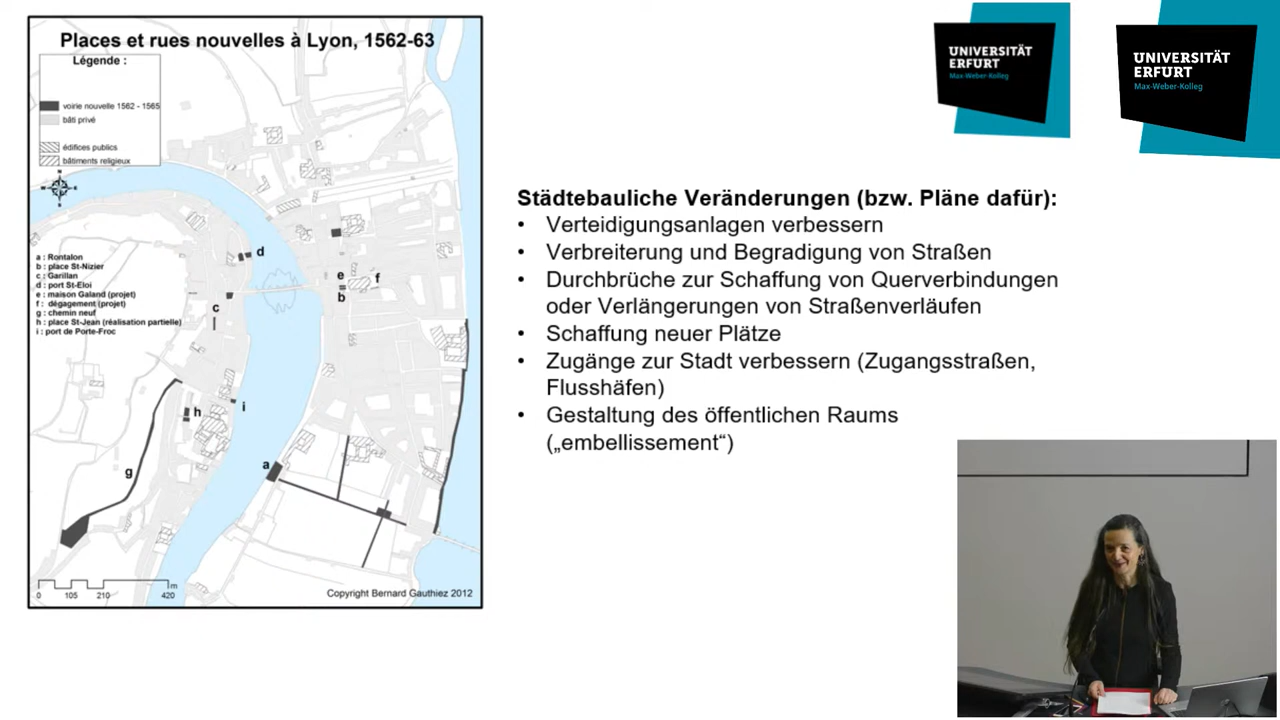 Places et rues nouvelles à Lyon, 1562-63
Légende :
voirie nouvelle 1562 - 1565
bâti privé
édifices publics
bâtiments religieux
N
a : Rontalon
b : place St-Nizier
c : Garillan
d : port St-Eloi
e : maison Galand (projet)
f : dégagement (projet)
g : chemin neuf
h : place St-Jean (réalisation partielle)
i : port de Porte-Froc
d
e
f
b
c
h
i
g
a
m
0 105 210 420
Copyright Bernard Gauthiez 2012
UNIVERSITÄT
ERFURT
Max-Weber-Kolleg
UNIVERSITÄT
ERFURT
Max-Weber-Kolleg
Städtebauliche Veränderungen (bzw. Pläne dafür):
• Verteidigungsanlagen verbessern
• Verbreiterung und Begradigung von Straßen
• Durchbrüche zur Schaffung von Querverbindungen
oder Verlängerungen von Straßenverläufen
• Schaffung neuer Plätze
• Zugänge zur Stadt verbessern (Zugangsstraßen,
Flusshäfen)
• Gestaltung des öffentlichen Raums
(„embellissement“)